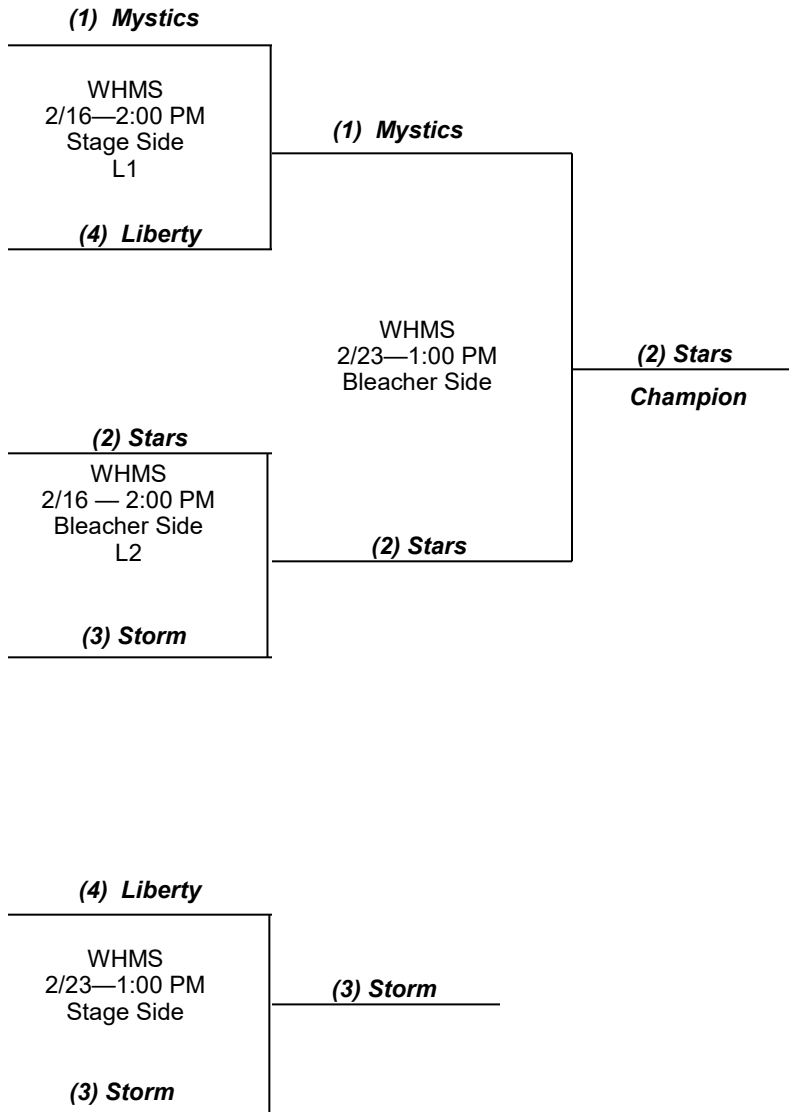 (1) Mystics
WHMS
2/16—2:00 PM
Stage Side
L1
(1) Mystics
(4) Liberty
WHMS
2/23—1:00 PM
Bleacher Side
(2) Stars
Champion
(2) Stars
WHMS
2/16 — 2:00 PM
Bleacher Side
L2
(2) Stars
(3) Storm
(4) Liberty
WHMS
2/23—1:00 PM
Stage Side
(3) Storm
(3) Storm